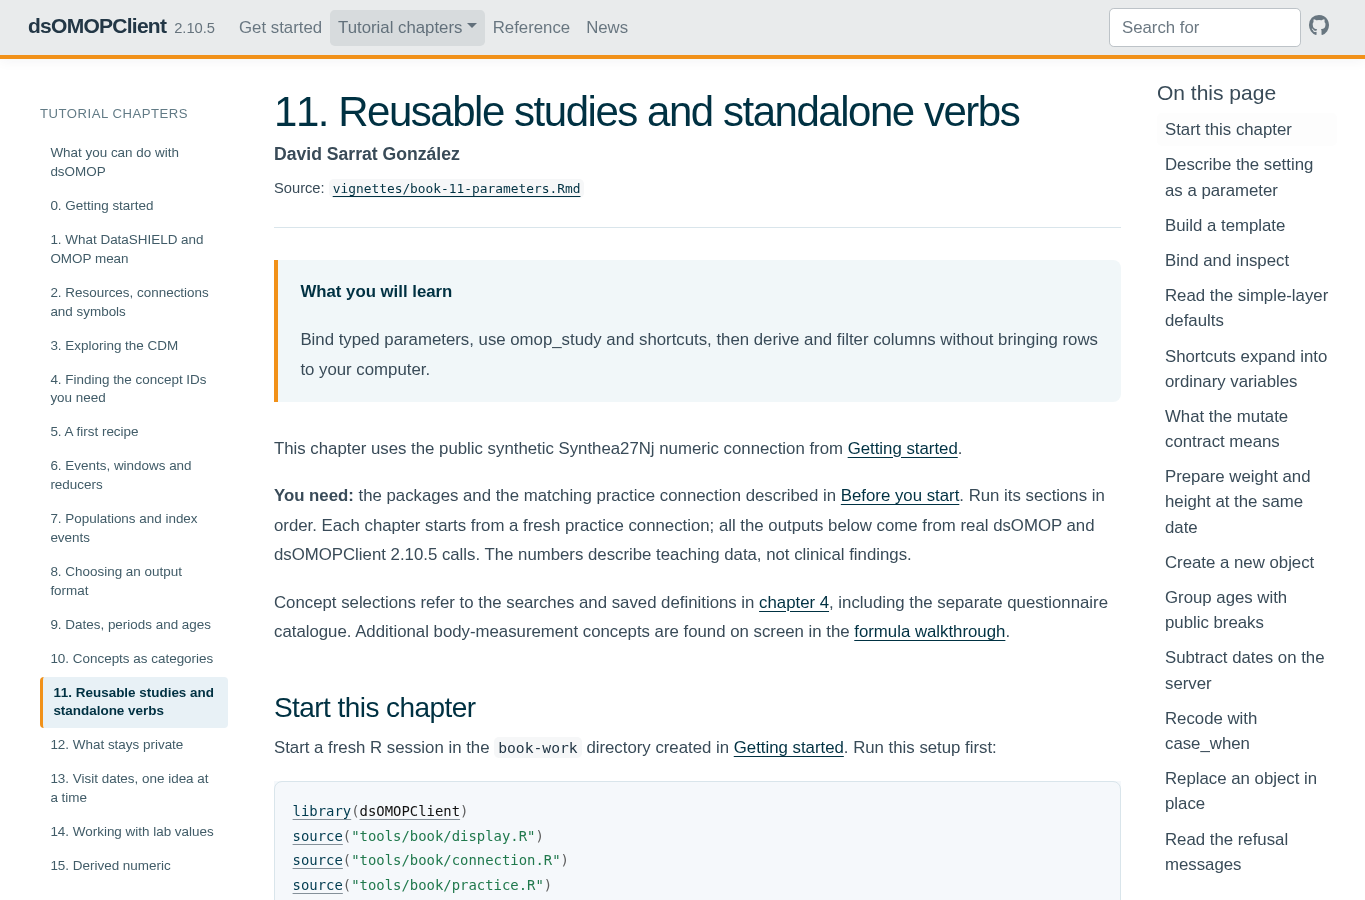 dsOMOPClient 2.10.5 Get started Tutorial chapters Reference News Search for
TUTORIAL CHAPTERS
What you can do with
dsOMOP
0. Getting started
1. What DataSHIELD and
OMOP mean
2. Resources, connections
and symbols
3. Exploring the CDM
4. Finding the concept IDs
you need
5. A first recipe
6. Events, windows and
reducers
7. Populations and index
events
8. Choosing an output
format
9. Dates, periods and ages
10. Concepts as categories
11. Reusable studies and
standalone verbs
12. What stays private
13. Visit dates, one idea at
a time
14. Working with lab values
15. Derived numeric
11. Reusable studies and standalone verbs
David Sarrat González
Source: vignettes/book-11-parameters.Rmd
What you will learn
Bind typed parameters, use omop_study and shortcuts, then derive and filter columns without bringing rows
to your computer.
This chapter uses the public synthetic Synthea27Nj numeric connection from Getting started.
You need: the packages and the matching practice connection described in Before you start. Run its sections in
order. Each chapter starts from a fresh practice connection; all the outputs below come from real dsOMOP and
dsOMOPClient 2.10.5 calls. The numbers describe teaching data, not clinical findings.
Concept selections refer to the searches and saved definitions in chapter 4, including the separate questionnaire
catalogue. Additional body-measurement concepts are found on screen in the formula walkthrough.
Start this chapter
Start a fresh R session in the book-work directory created in Getting started. Run this setup first:
library(dsOMOPClient)
source("tools/book/display.R")
source("tools/book/connection.R")
source("tools/book/practice.R")
On this page
Start this chapter
Describe the setting
as a parameter
Build a template
Bind and inspect
Read the simple-layer
defaults
Shortcuts expand into
ordinary variables
What the mutate
contract means
Prepare weight and
height at the same
date
Create a new object
Group ages with
public breaks
Subtract dates on the
server
Recode with
case_when
Replace an object in
place
Read the refusal
messages